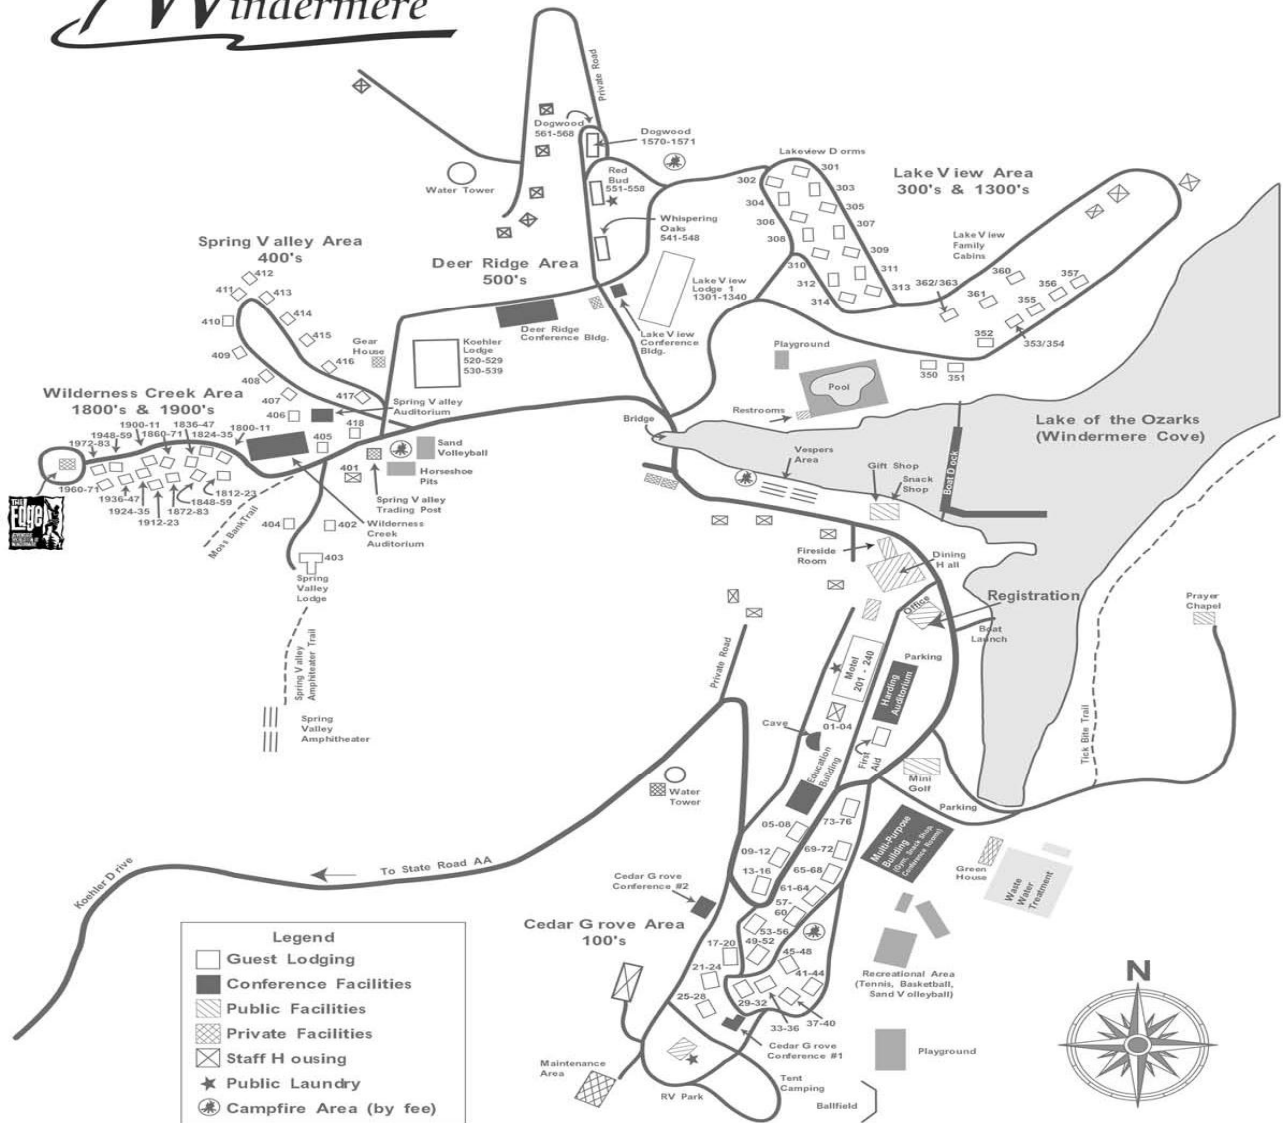 Windermere
Private Road
Dogwood
561-568
Dogwood
1570-1571
Water Tower
Red
Bud
551-558
Whispering
Oaks
541-548
Lakeview Dorms
301
302
303
304
305
306
307
308
309
310
311
312
313
314
Lake View Area
300's & 1300's
Lake View
Family
Cabins
362/363
360
361
357
356
355
353/354
352
350
351
Spring Valley Area
400's
412
411
413
410
414
415
409
416
408
407
417
406
418
405
Deer Ridge Area
500's
Lake View
Lodge 1
1301-1340
Deer Ridge
Conference Bldg.
Lake View
Conference
Bldg.
Gear
House
Koehler
Lodge
520-529
530-539
Playground
Pool
Restrooms
Wilderness Creek Area
1800's & 1900's
1900-11
1836-47
1948-59
1860-71
1824-35
1800-11
1972-83
1960-71
1936-47
1924-35
1912-23
1872-83
1848-59
1812-23
THE
Edge
Spring Valley
Auditorium
Sand
Volleyball
Horseshoe
Pits
Spring Valley
Trading Post
Wilderness
Creek
Auditorium
401
402
404
403
Moss Bank Trail
Spring
Valley
Lodge
Spring Valley
Amphiteater Trail
Spring
Valley
Amphitheater
Bridge
Vespers
Area
Gift Shop
Snack
Shop
Boat Dock
Lake of the Ozarks
(Windermere Cove)
Fireside
Room
Dining
Hall
Office
Registration
Boat
Launch
Prayer
Chapel
Tick Bite Trail
Private Road
Motel
201 - 240
Parking
Harding
Auditorium
01-04
Cave
Education
Building
First
Aid
Mini
Golf
Parking
Water
Tower
05-08
73-76
09-12
69-72
13-16
65-68
61-64
57-
60
53-56
49-52
45-48
41-44
17-20
21-24
25-28
29-32
33-36
37-40
Multi-Purpose
Building
(Gym, Snack Shop,
Conference Rooms)
Green
House
Waste
Water
Treatment
Koehler Drive
To State Road AA
Cedar Grove
Conference #2
Cedar Grove Area
100's
Recreational Area
(Tennis, Basketball,
Sand Volleyball)
Cedar Grove
Conference #1
Maintenance
Area
RV Park
Tent
Camping
Ballfield
Playground
N
Legend
Guest Lodging
Conference Facilities
Public Facilities
Private Facilities
Staff Housing
Public Laundry
Campfire Area (by fee)